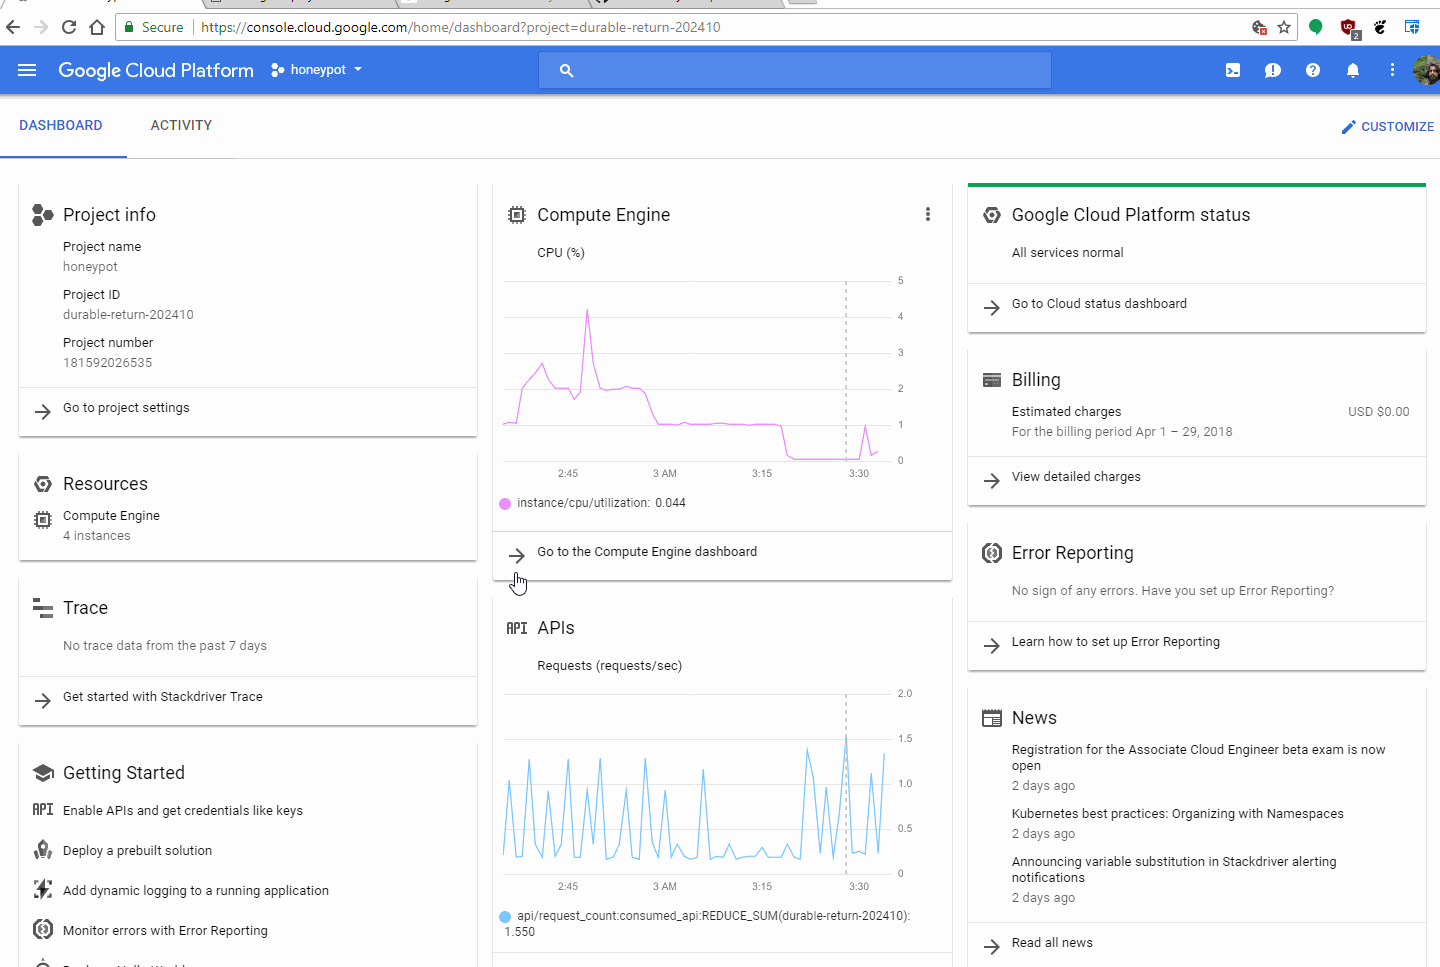 Secure
https://console.cloud.google.com/home/dashboard?project=durable-return-202410
2
Google Cloud Platform
honeypot
DASHBOARD
ACTIVITY
CUSTOMIZE
Project info
Project name
honeypot
Project ID
durable-return-202410
Project number
181592026535
Go to project settings
Resources
Compute Engine
4 instances
Trace
No trace data from the past 7 days
Get started with Stackdriver Trace
Getting Started
API Enable APIs and get credentials like keys
Deploy a prebuilt solution
Add dynamic logging to a running application
Monitor errors with Error Reporting
Compute Engine
CPU (%)
5
4
3
2
1
0
2:45 3 AM 3:15 3:30
instance/cpu/utilization: 0.044
Go to the Compute Engine dashboard
API APIs
Requests (requests/sec)
2.0
1.5
1.0
0.5
0
2:45 3 AM 3:15 3:30
api/request_count:consumed_api:REDUCE_SUM(durable-return-202410):
1.550
Google Cloud Platform status
All services normal
Go to Cloud status dashboard
Billing
Estimated charges USD $0.00
For the billing period Apr 1 – 29, 2018
View detailed charges
Error Reporting
No sign of any errors. Have you set up Error Reporting?
Learn how to set up Error Reporting
News
Registration for the Associate Cloud Engineer beta exam is now
open
2 days ago
Kubernetes best practices: Organizing with Namespaces
2 days ago
Announcing variable substitution in Stackdriver alerting
notifications
2 days ago
Read all news